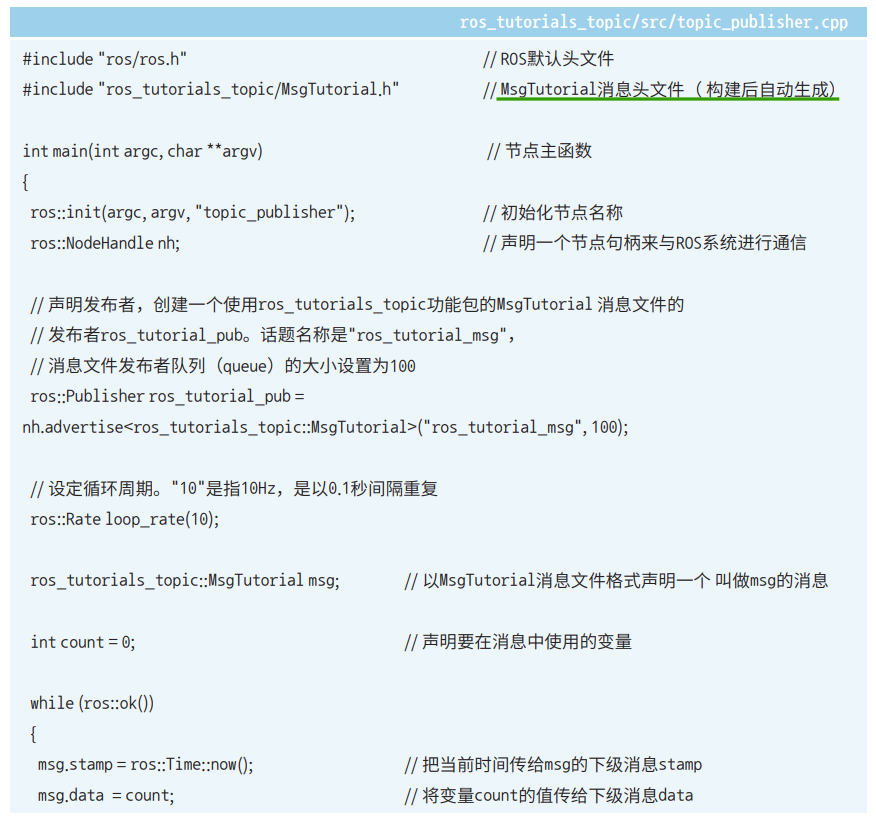 ros_tutorials_topic/src/topic_publisher.cpp
#include "ros/ros.h" // ROS默认头文件
#include "ros_tutorials_topic/MsgTutorial.h" // MsgTutorial消息头文件（ 构建后自动生成）
int main(int argc, char **argv) // 节点主函数
{
ros::init(argc, argv, "topic_publisher"); // 初始化节点名称
ros::NodeHandle nh; // 声明一个节点句柄来与ROS系统进行通信
// 声明发布者，创建一个使用ros_tutorials_topic功能包的MsgTutorial 消息文件的
// 发布者ros_tutorial_pub。话题名称是"ros_tutorial_msg"，
// 消息文件发布者队列（queue）的大小设置为100
ros::Publisher ros_tutorial_pub =
nh.advertise<ros_tutorials_topic::MsgTutorial>("ros_tutorial_msg", 100);
// 设定循环周期。"10"是指10Hz，是以0.1秒间隔重复
ros::Rate loop_rate(10);
ros_tutorials_topic::MsgTutorial msg; // 以MsgTutorial消息文件格式声明一个 叫做msg的消息
int count = 0; // 声明要在消息中使用的变量
while (ros::ok())
{
msg.stamp = ros::Time::now(); // 把当前时间传给msg的下级消息stamp
msg.data = count; // 将变量count的值传给下级消息data